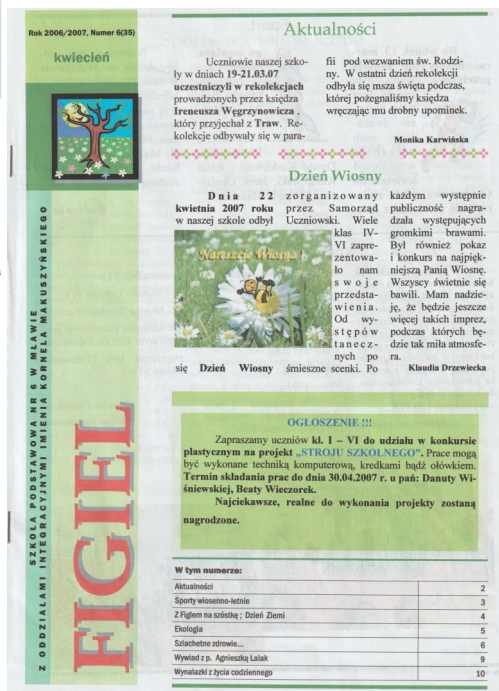 Rok 2006/2007, Numer 6(35)
kwiecień
SZKOŁA PODSTAWOWA NR 6 W MŁAWIE
Z ODDZIAŁAMI INTEGRACYJNYMI IMIENIA KORNELA MAKUSZYŃSKIEGO
FIGIEL
Aktualności
Uczniowie naszej szko-
ły w dniach 19-21.03.07
uczestniczyli w rekolekcjach
prowadzonych przez księdza
Ireneusza Węgrzynowicza ,
który przyjechał z Traw. Re-
kolekcje odbywały się w para-
fii pod wezwaniem św. Rodzi-
ny. W ostatni dzień rekolekcji
odbyła się msza święta podczas,
której pożegnaliśmy księdza
wręczając mu drobny upominek.
Monika Karwińska
Dzień Wiosny
Dnia 22
kwietnia 2007 roku
w naszej szkole odbył
Nareszcie Wiosna !
się Dzień Wiosny
zorganizowany
przez Samorząd
Uczniowski. Wiele
klas IV-
VI zapre-
zentowa-
ło nam
swoje
przedsta-
wienia.
Od wy-
stępów
tanecz-
nych po
śmieszne scenki. Po
każdym występie
publiczność nagra-
dzała występujących
gromkimi brawami.
Był również pokaz
i konkurs na najpięk-
niejszą Panią Wiosnę.
Wszyscy świetnie się
bawili. Mam nadzie-
ję, że będzie jeszcze
więcej takich imprez,
podczas których bę-
dzie tak miła atmosfe-
ra.
Klaudia Drzewiecka
OGŁOSZENIE !!!
Zapraszamy uczniów kl. I – VI do udziału w konkursie
plastycznym na projekt „STROJU SZKOLNEGO”. Prace mogą
być wykonane techniką komputerową, kredkami bądź ołówkiem.
Termin składania prac do dnia 30.04.2007 r. u pań: Danuty Wi-
śniewskiej, Beaty Wieczorek.
Najciekawsze, realne do wykonania projekty zostaną
nagrodzone.
W tym numerze:
Aktualności 2
Sporty wiosenno-letnie 3
Z Figlem na szóstkę ; Dzień Ziemi 4
Ekologia 5
Szlachetne zdrowie... 6
Wywiad z p. Agnieszką Lalak 9
Wynalazki z życia codziennego 10